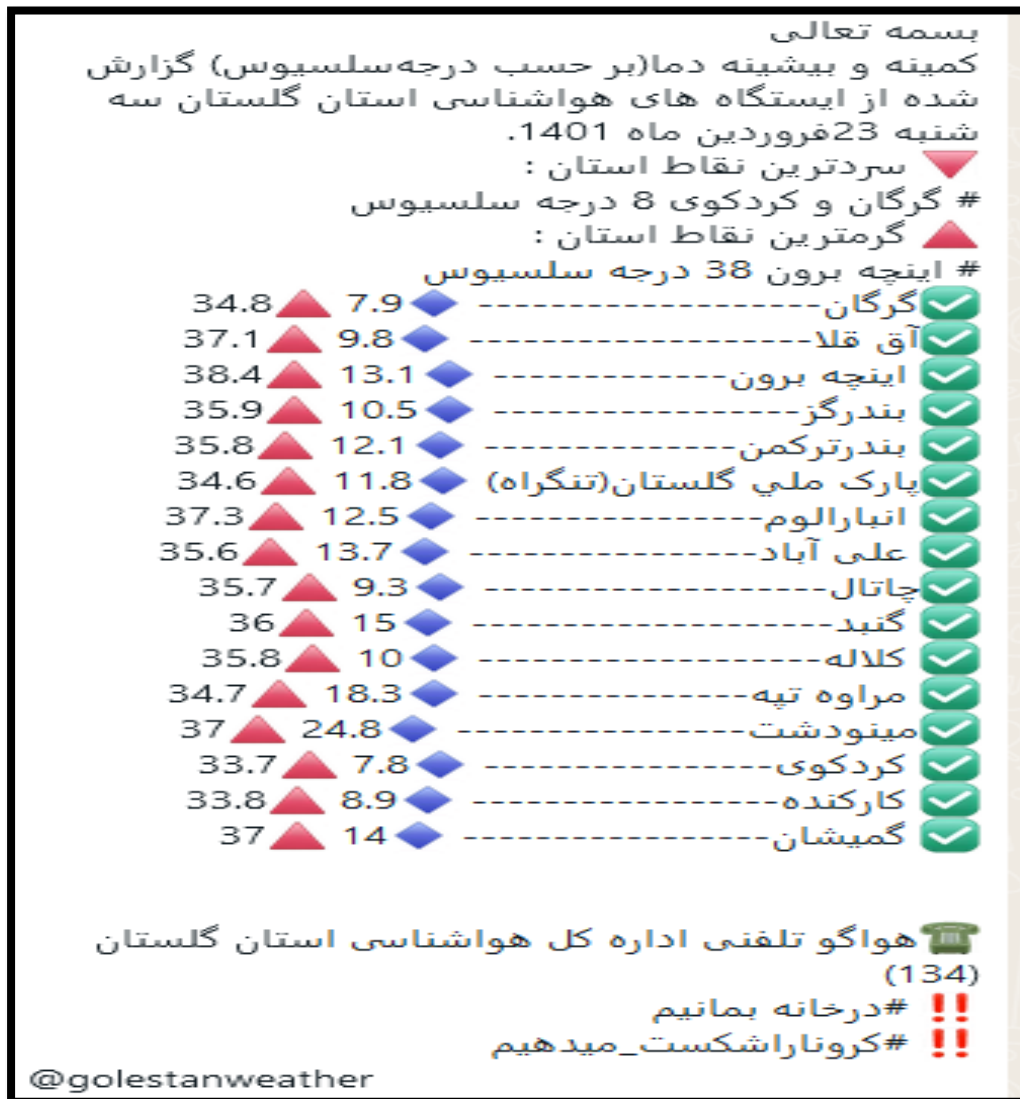 بسمه تعالی
کمینه و بیشینه دما(بر حسب درجه‌سلسیوس) گزارش
شده از ایستگاه های هواشناسی استان گلستان سه
شنبه 23فروردین ماه 1401.
🔻 سردترین نقاط استان :
# گرگان و کردکوی 8 درجه سلسیوس
🔺 گرمترین نقاط استان :
# اینچه برون 38 درجه سلسیوس
✅گرگان------------------ 🔹7.9 🔺34.8
✅آق قلا------------------ 🔹9.8 🔺37.1
✅ اینچه برون------------- 🔹13.1 🔺38.4
✅ بندرگز----------------- 🔹10.5 🔺35.9
✅ بندرترکمن-------------- 🔹12.1 🔺35.8
✅پارک ملي گلستان(تنگراه) 🔹11.8 🔺34.6
✅ انبارالوم---------------- 🔹12.5 🔺37.3
✅ علی آباد---------------- 🔹13.7 🔺35.6
✅چاتال------------------- 🔹9.3 🔺35.7
✅ گنبد-------------------- 🔹15 🔺36
✅ کلاله------------------- 🔹10 🔺35.8
✅ مراوه تپه--------------- 🔹18.3 🔺34.7
✅مینودشت---------------- 🔹24.8 🔺37
✅ کردکوی---------------- 🔹7.8 🔺33.7
✅ کارکنده----------------- 🔹8.9 🔺33.8
✅ گمیشان----------------- 🔹14 🔺37
☎هواگو تلفنی اداره کل هواشناسی استان گلستان
(134)
‼ #درخانه بمانیم
‼ #کروناراشکست_میدهیم
@golestanweather